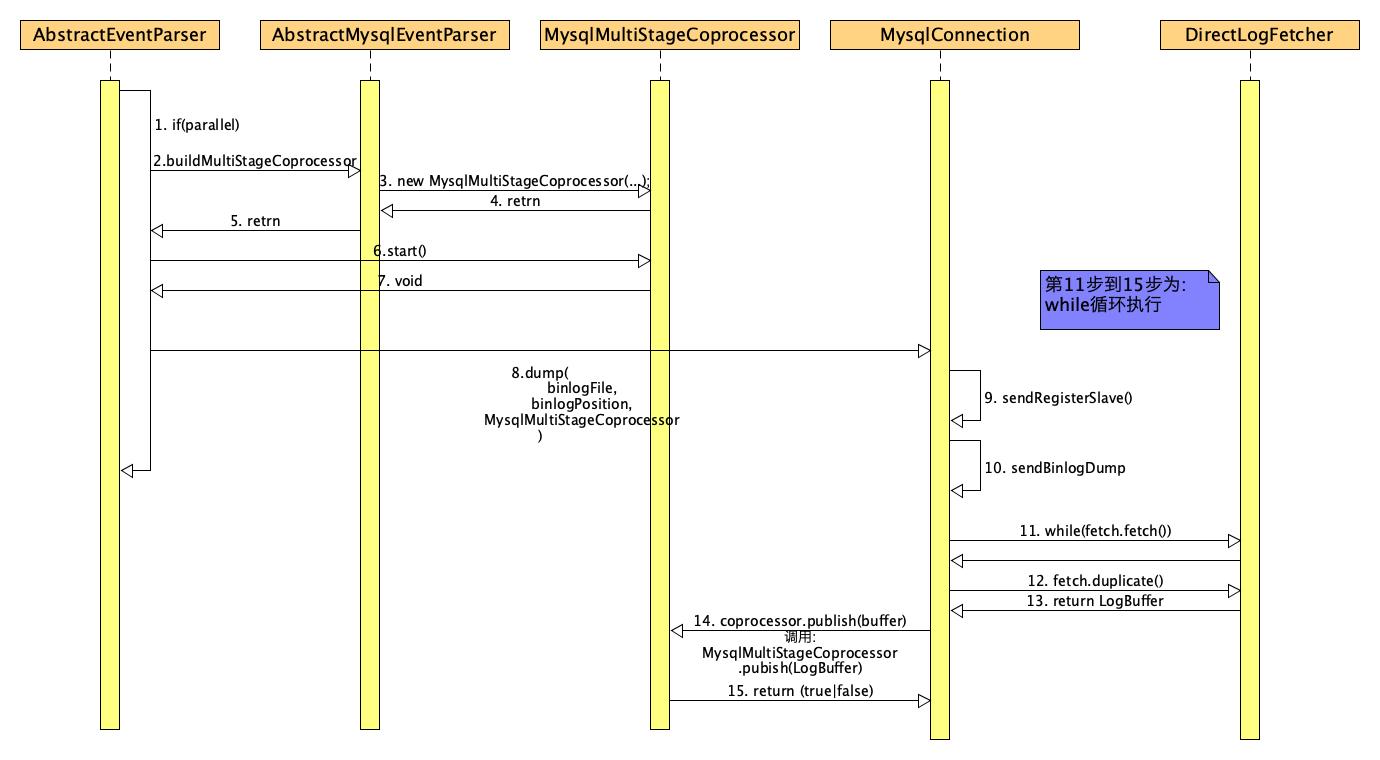 AbstractEventParser
AbstractMysqlEventParser
MysqlMultiStageCoprocessor
MysqlConnection
DirectLogFetcher
1. if(parallel)
2.buildMultiStageCoprocessor
3. new MysqlMultiStageCoprocessor(...);
4. retrn
5. retrn
6.start()
7. void
第11步到15步为:
while循环执行
8.dump(
binlogFile,
binlogPosition,
MysqlMultiStageCoprocessor
)
9. sendRegisterSlave()
10. sendBinlogDump
11. while(fetch.fetch())
12. fetch.duplicate()
13. return LogBuffer
14. coprocessor.publish(buffer)
调用:
MysqlMultiStageCoprocessor
.pubish(LogBuffer)
15. return (true|false)